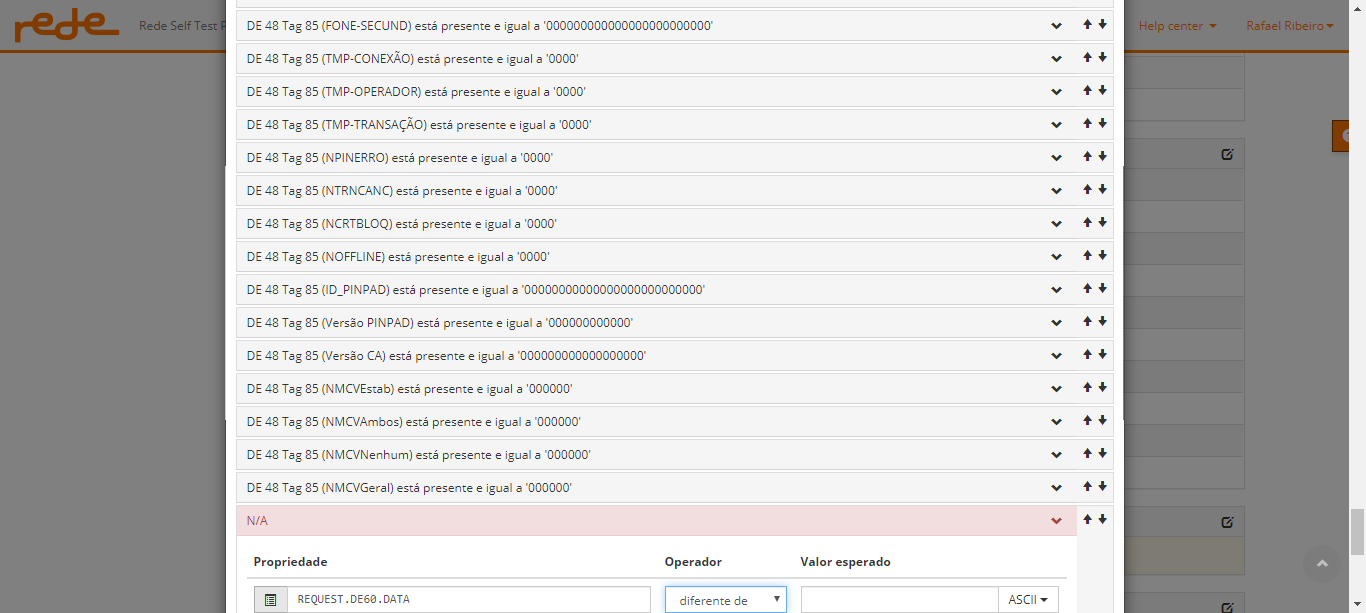 rede
Rede Self Test P
Help center
Rafael Ribeiro
DE 48 Tag 85 (FONE-SECUND) está presente e igual a '000000000000000000000000'
DE 48 Tag 85 (TMP-CONEXÃO) está presente e igual a '0000'
DE 48 Tag 85 (TMP-OPERADOR) está presente e igual a '0000'
DE 48 Tag 85 (TMP-TRANSAÇÃO) está presente e igual a '0000'
DE 48 Tag 85 (NPINERRO) está presente e igual a '0000'
DE 48 Tag 85 (NTRNCANC) está presente e igual a '0000'
DE 48 Tag 85 (NCRTBLOQ) está presente e igual a '0000'
DE 48 Tag 85 (NOFFLINE) está presente e igual a '0000'
DE 48 Tag 85 (ID_PINPAD) está presente e igual a '00000000000000000000000000'
DE 48 Tag 85 (Versão PINPAD) está presente e igual a '000000000000'
DE 48 Tag 85 (Versão CA) está presente e igual a '000000000000000000'
DE 48 Tag 85 (NMCVEstab) está presente e igual a '000000'
DE 48 Tag 85 (NMCVAmbos) está presente e igual a '000000'
DE 48 Tag 85 (NMCVNenhum) está presente e igual a '000000'
DE 48 Tag 85 (NMCVGeral) está presente e igual a '000000'
N/A
Propriedade Operador Valor esperado
REQUEST.DE60.DATA diferente de ASCII